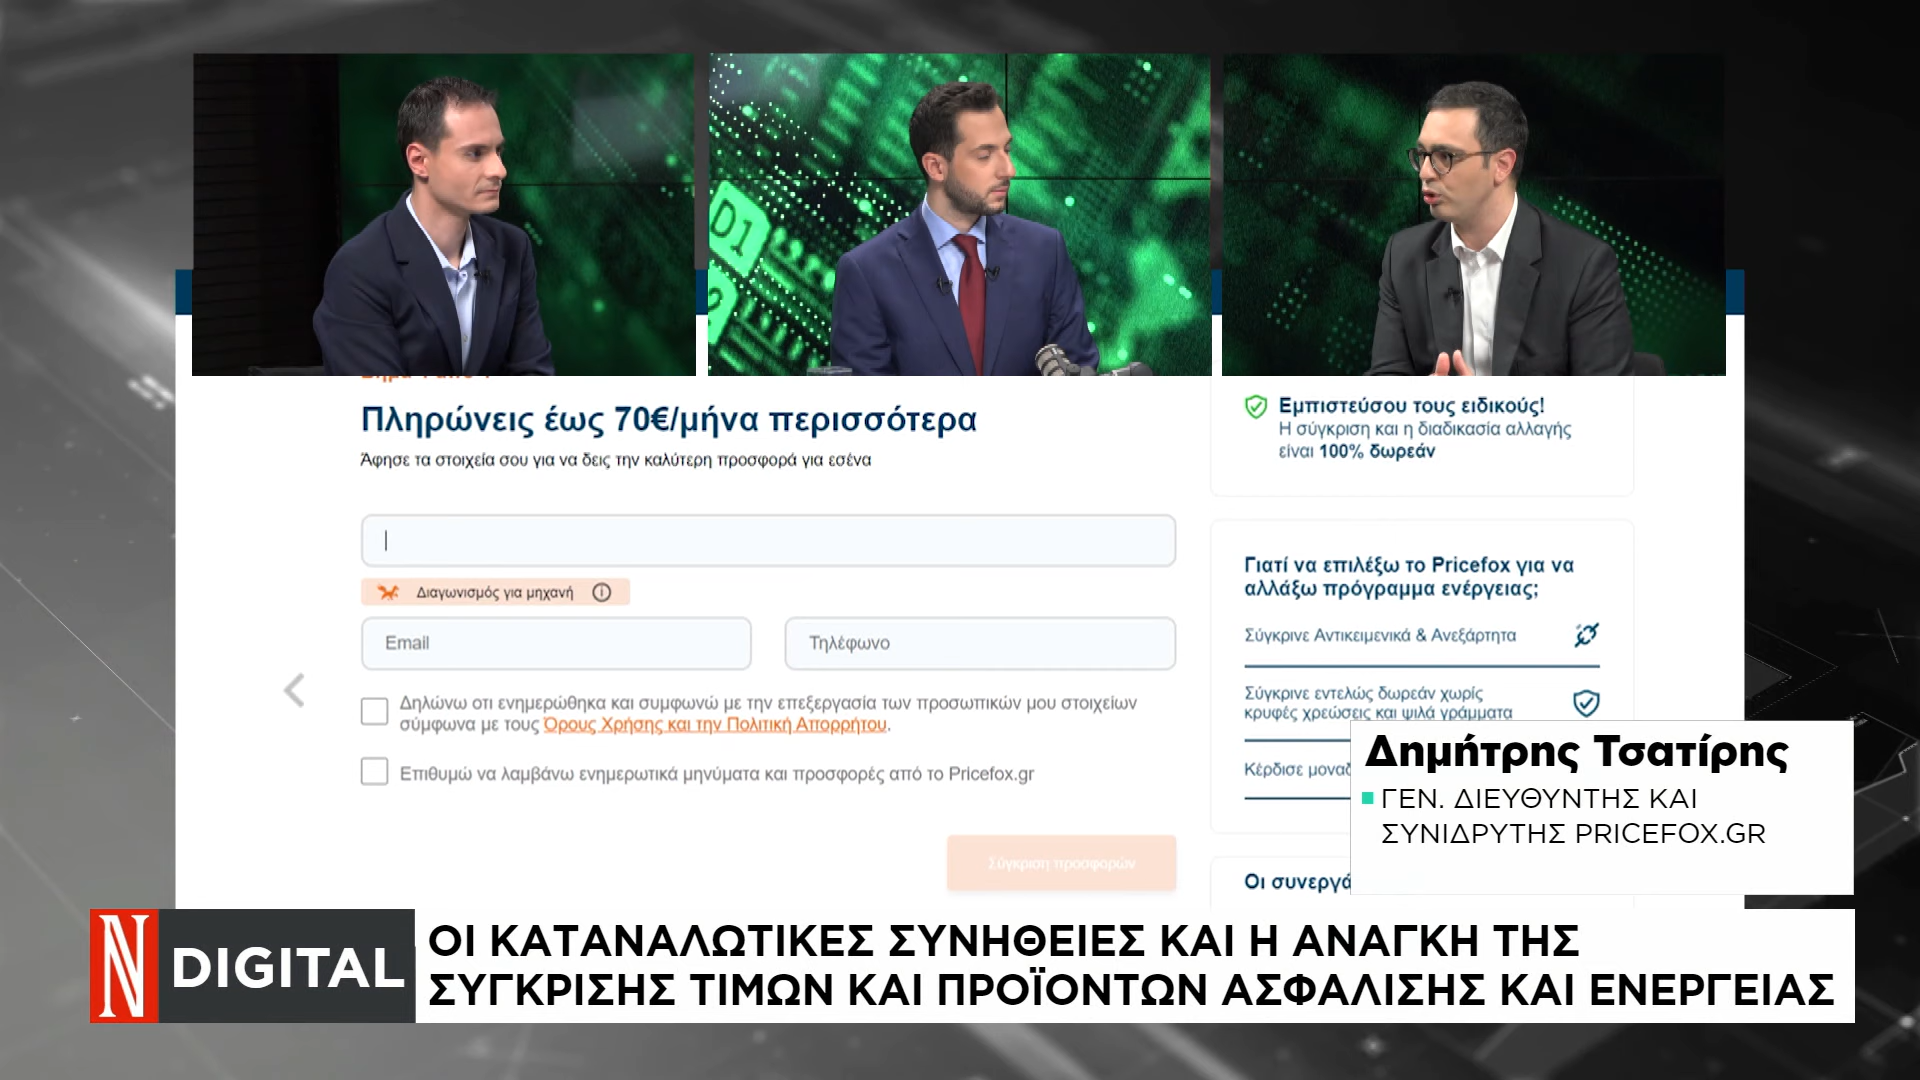 D1
2
Πληρώνεις έως 70€/μήνα περισσότερα
Άφησε τα στοιχεία σου για να δεις την καλύτερη προσφορά για εσένα
Διαγωνισμός για μηχανή
Email
Τηλέφωνο
Δηλώνω οτι ενημερώθηκα και συμφωνώ με την επεξεργασία των προσωπικών μου στοιχείων
σύμφωνα με τους Όρους Χρήσης και την Πολιτική Απορρήτου.
Επιθυμώ να λαμβάνω ενημερωτικά μηνύματα και προσφορές από το Pricefox.gr
Σύγκριση προσφορών
Εμπιστεύσου τους ειδικούς!
Η σύγκριση και η διαδικασία αλλαγής
είναι 100% δωρεάν
Γιατί να επιλέξω το Pricefox για να
αλλάξω πρόγραμμα ενέργειας;
Σύγκρινε Αντικειμενικά & Ανεξάρτητα
Σύγκρινε εντελώς δωρεάν χωρίς
κρυφές χρεώσεις και ψιλά γράμματα
Κέρδισε
Οι
Δημήτρης Τσατίρης
ΓΕΝ. ΔΙΕΥΘΥΝΤΗΣ ΚΑΙ
ΣΥΝΙΔΡΥΤΗΣ PRICEFOX.GR
N DIGITAL
ΟΙ ΚΑΤΑΝΑΛΩΤΙΚΕΣ ΣΥΝΗΘΕΙΕΣ ΚΑΙ Η ΑΝΑΓΚΗ ΤΗΣ
ΣΥΓΚΡΙΣΗΣ ΤΙΜΩΝ ΚΑΙ ΠΡΟΪΟΝΤΩΝ ΑΣΦΑΛΙΣΗΣ ΚΑΙ ΕΝΕΡΓΕΙΑΣ